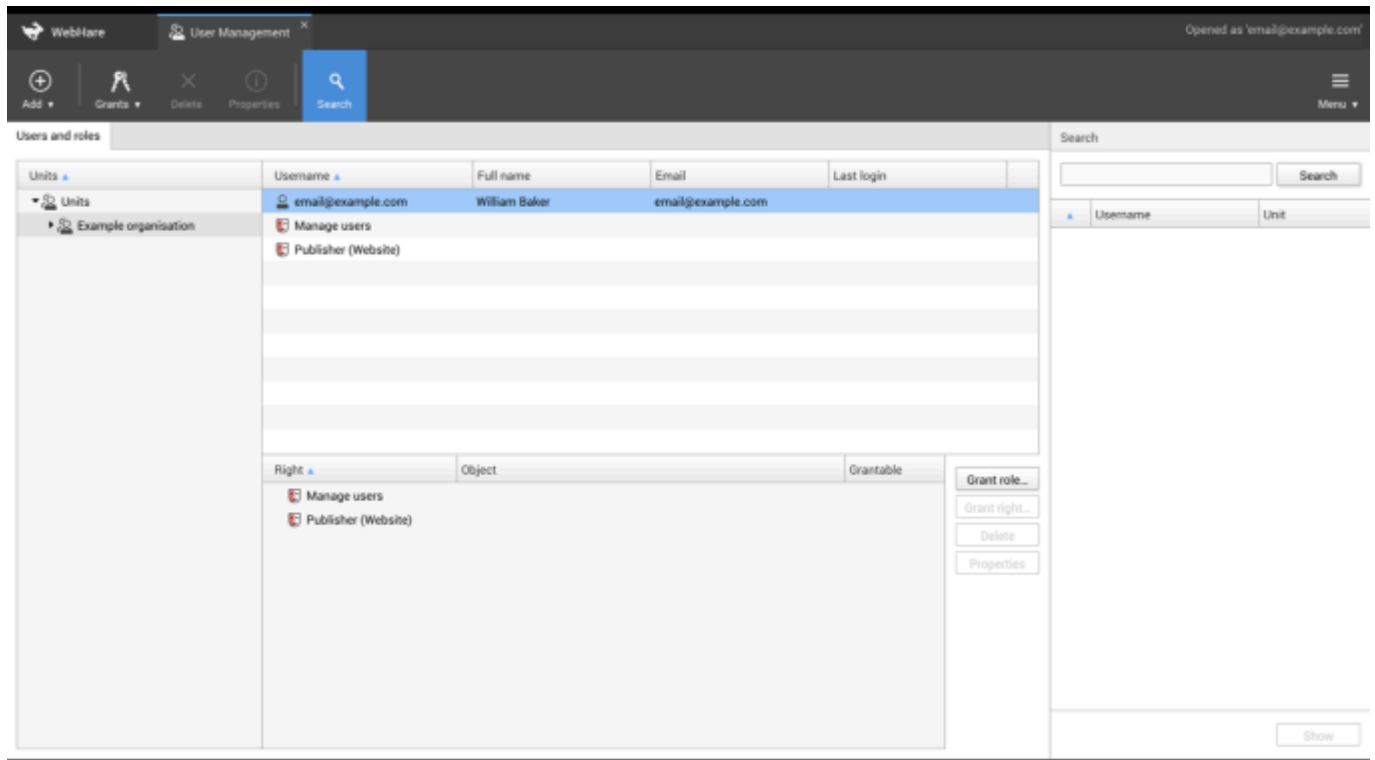 WebHare
User Management
Opened as 'email@example.com'
Add
Grants
Delete
Properties
Search
Menu
Users and roles
Search
Units
Units
Example organisation
Username
Full name
Email
Last login
email@example.com
William Baker
email@example.com
Manage users
Publisher (Website)
Right
Object
Grantable
Manage users
Publisher (Website)
Grant role...
Grant right...
Delete
Properties
Search
Username
Unit
Show